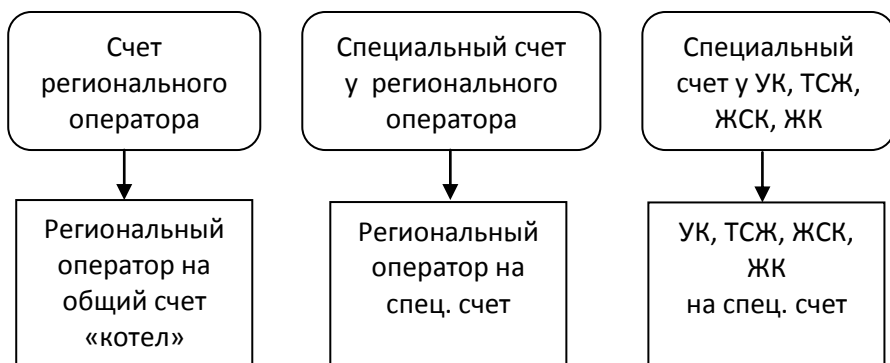 Счет
регионального
оператора
Специальный счет
у регионального
оператора
Специальный
счет у УК, ТСЖ,
ЖСК, ЖК
Региональный
оператор на
общий счет
«котел»
Региональный
оператор на
спец. счет
УК, ТСЖ, ЖСК,
ЖК
на спец. счет